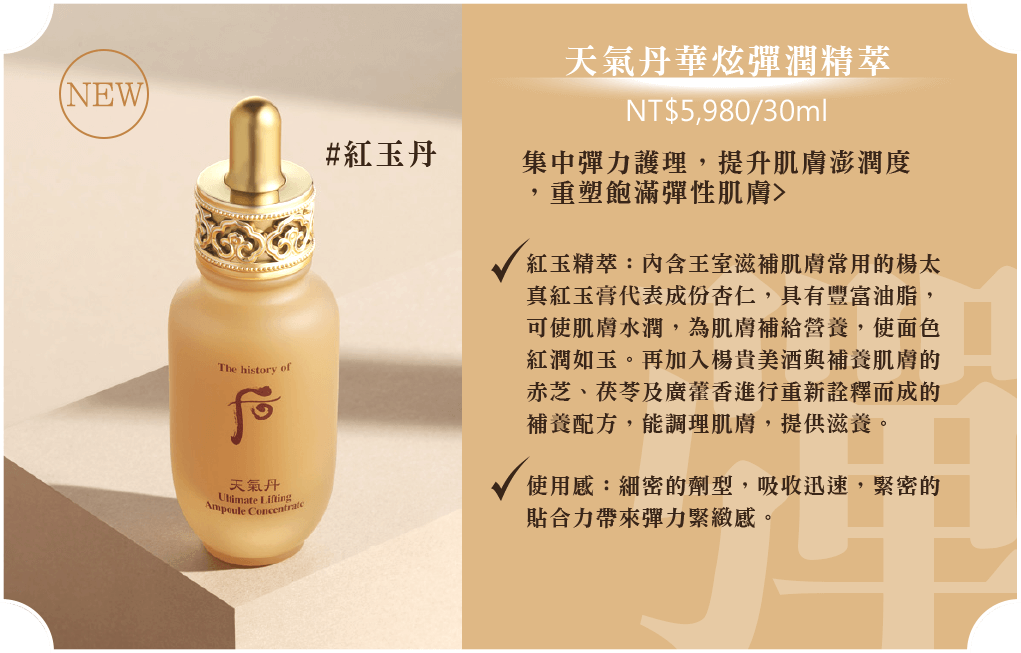 NEW
#紅玉丹
The history of
天氣丹
Ultimate Lifting
Ampoule Concentrate
天氣丹華炫彈潤精萃
NT$5,980/30ml
集中彈力護理，提升肌膚澎潤度
，重塑飽滿彈性肌膚>
紅玉精萃：內含王室滋補肌膚常用的楊太
真紅玉膏代表成份杏仁，具有豐富油脂，
可使肌膚水潤，為肌膚補給營養，使面色
紅潤如玉。再加入楊貴美酒與補養肌膚的
赤芝、茯苓及廣藿香進行重新詮釋而成的
補養配方，能調理肌膚，提供滋養。
使用感：細密的劑型，吸收迅速，緊密的
貼合力帶來彈力緊緻感。
彈